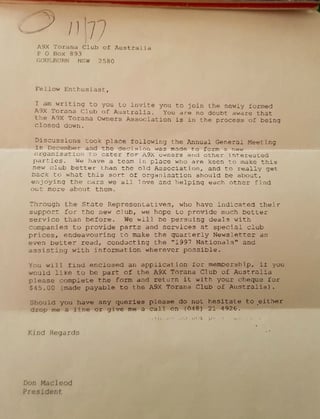 11/77
A9X Torana Club of Australia
P O Box 893
GOULBURN NSW 2580
Fellow Enthusiast,
I am writing to you to invite you to join the newly formed
A9X Torana Club of Australia. You are no doubt aware that
the A9X Torana Owners Association is in the process of being
closed down.
Discussions took place following the Annual General Meeting
in December and the decision was made to form a new
organisation to cater for A9X owners and other interested
parties. We have a team in place who are keen to make this
new club better than the old Association, and to really get
back to what this sort of organisation should be about,
enjoying the cars we all love and helping each other find
out more about them.
Through the State Representatives, who have indicated their
support for the new club, we hope to provide much better
service than before. We will be persuing deals with
companies to provide parts and services at special club
prices, endeavouring to make the quarterly Newsletter an
even better read, conducting the "1997 Nationals" and
assisting with information wherever possible.
You will find enclosed an application for membership, if you
would like to be part of the A9X Torana Club of Australia
please complete the form and return it with your cheque for
$45.00 (made payable to the A9X Torana Club of Australia).
Should you have any queries please do not hesitate to either
drop me a line or give me a call on (048) 21 4926.
Kind Regards
Don Macleod
President